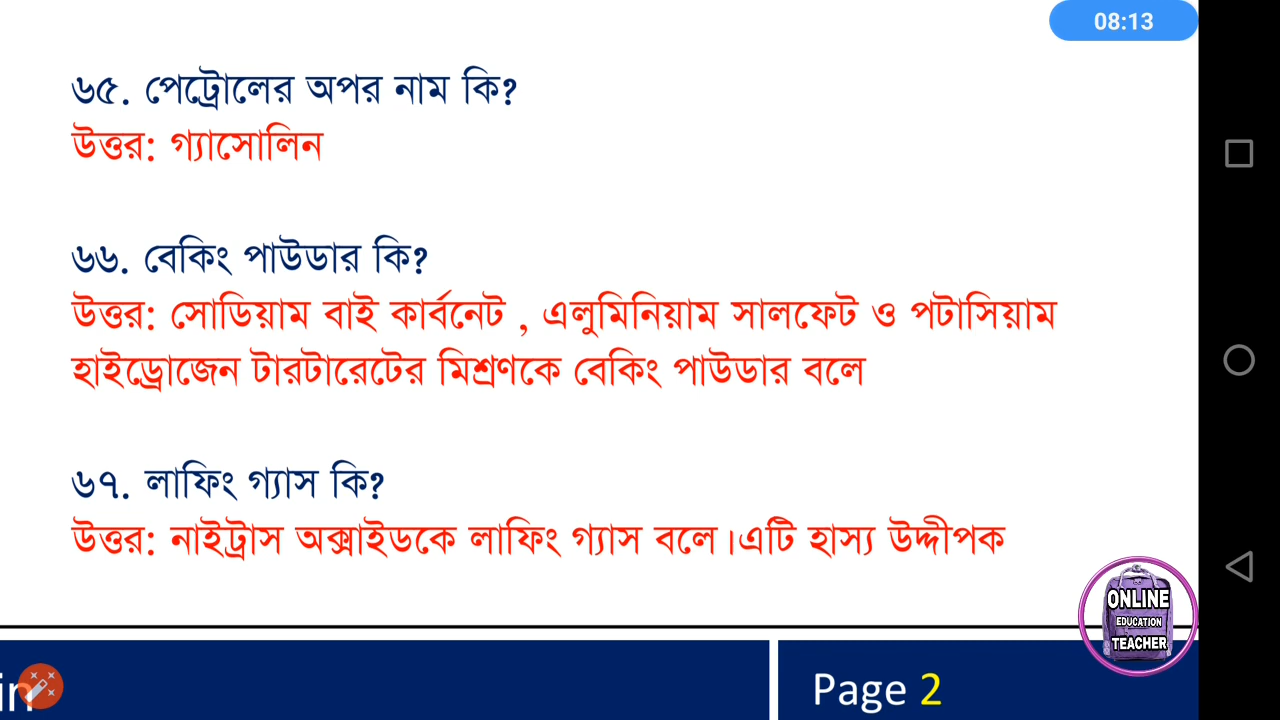 08:13
৬৫. পেট্রোলের অপর নাম কি?
উত্তর: গ্যাসোলিন
৬৬. বেকিং পাউডার কি?
উত্তর: সোডিয়াম বাই কার্বনেট , এলুমিনিয়াম সালফেট ও পটাসিয়াম
হাইড্রোজেন টারটারেটের মিশ্রণকে বেকিং পাউডার বলে
৬৭. লাফিং গ্যাস কি?
উত্তর: নাইট্রাস অক্সাইডকে লাফিং গ্যাস বলে।এটি হাস্য উদ্দীপক
ONLINE
EDUCATION
TEACHER
Page 2